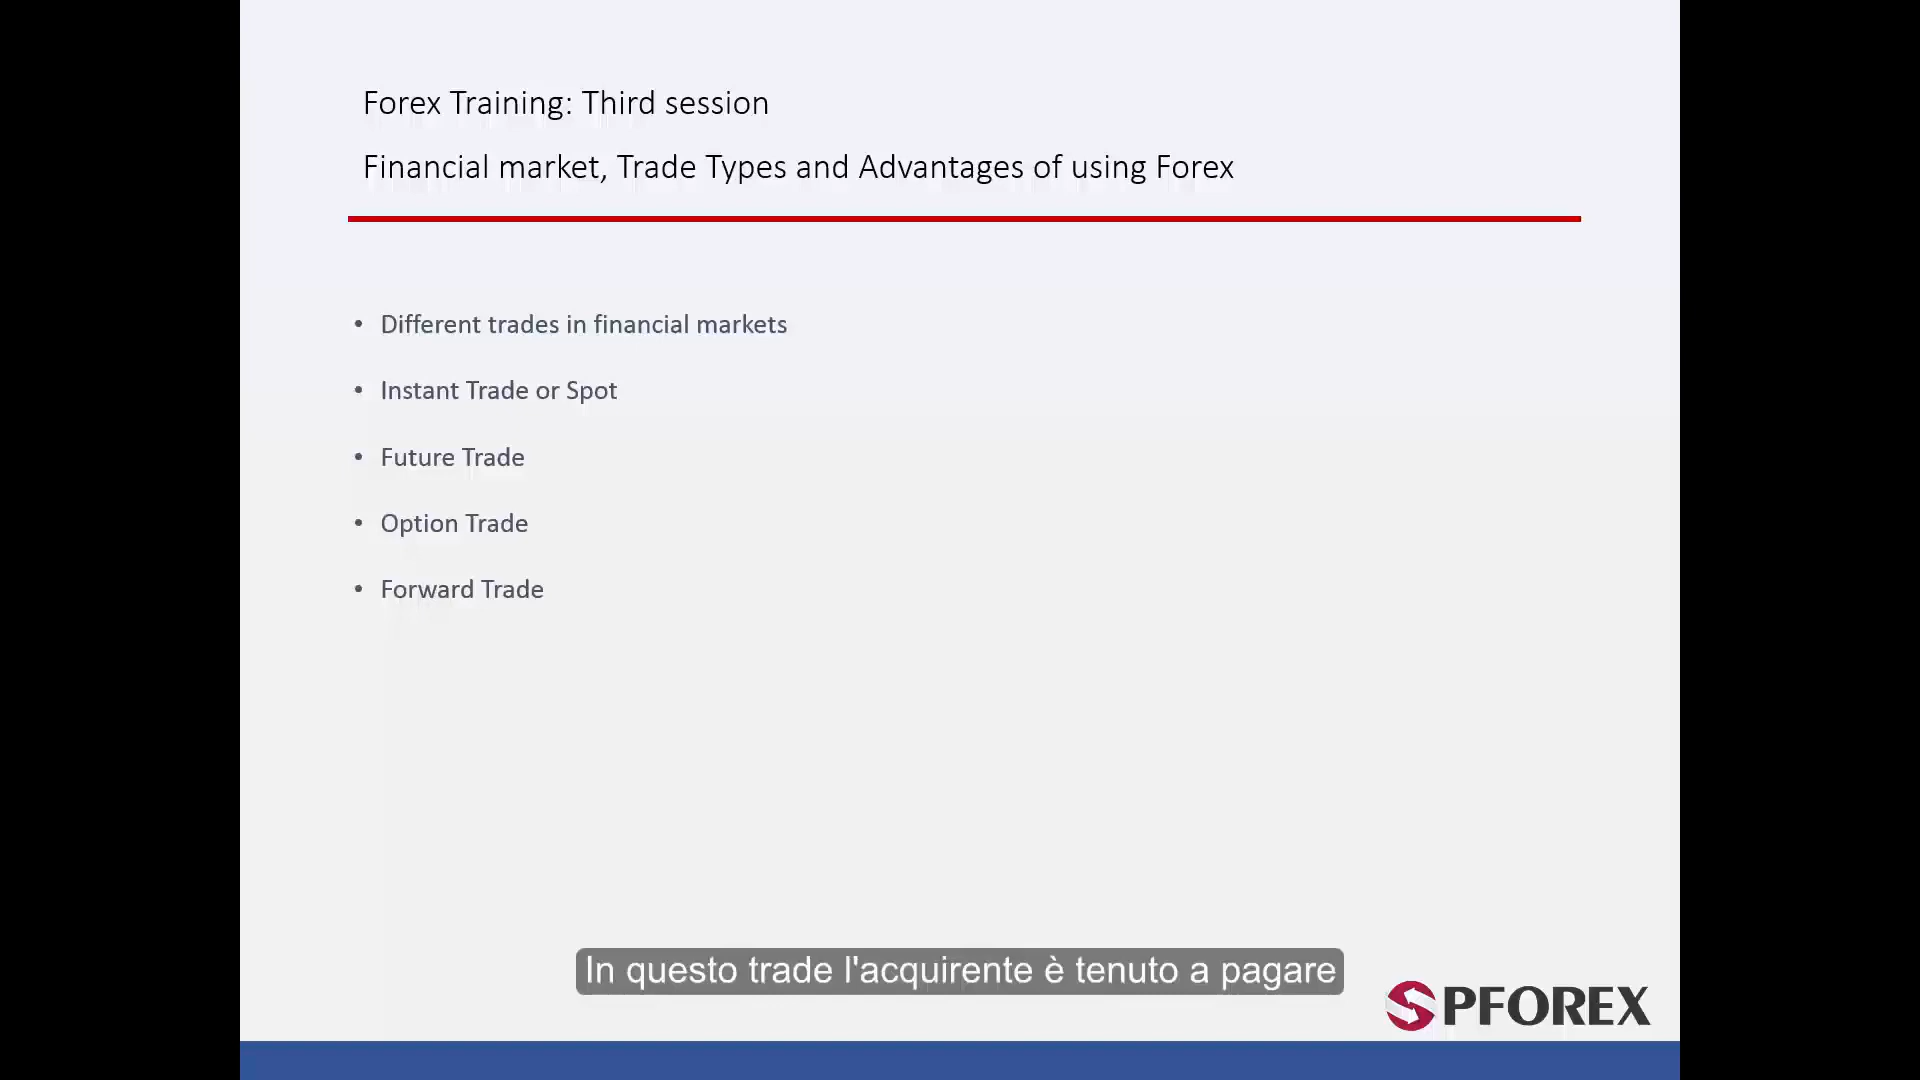 Forex Training: Third session
Financial market, Trade Types and Advantages of using Forex
• Different trades in financial markets
• Instant Trade or Spot
• Future Trade
• Option Trade
• Forward Trade
In questo trade l'acquirente è tenuto a pagare
PFOREX